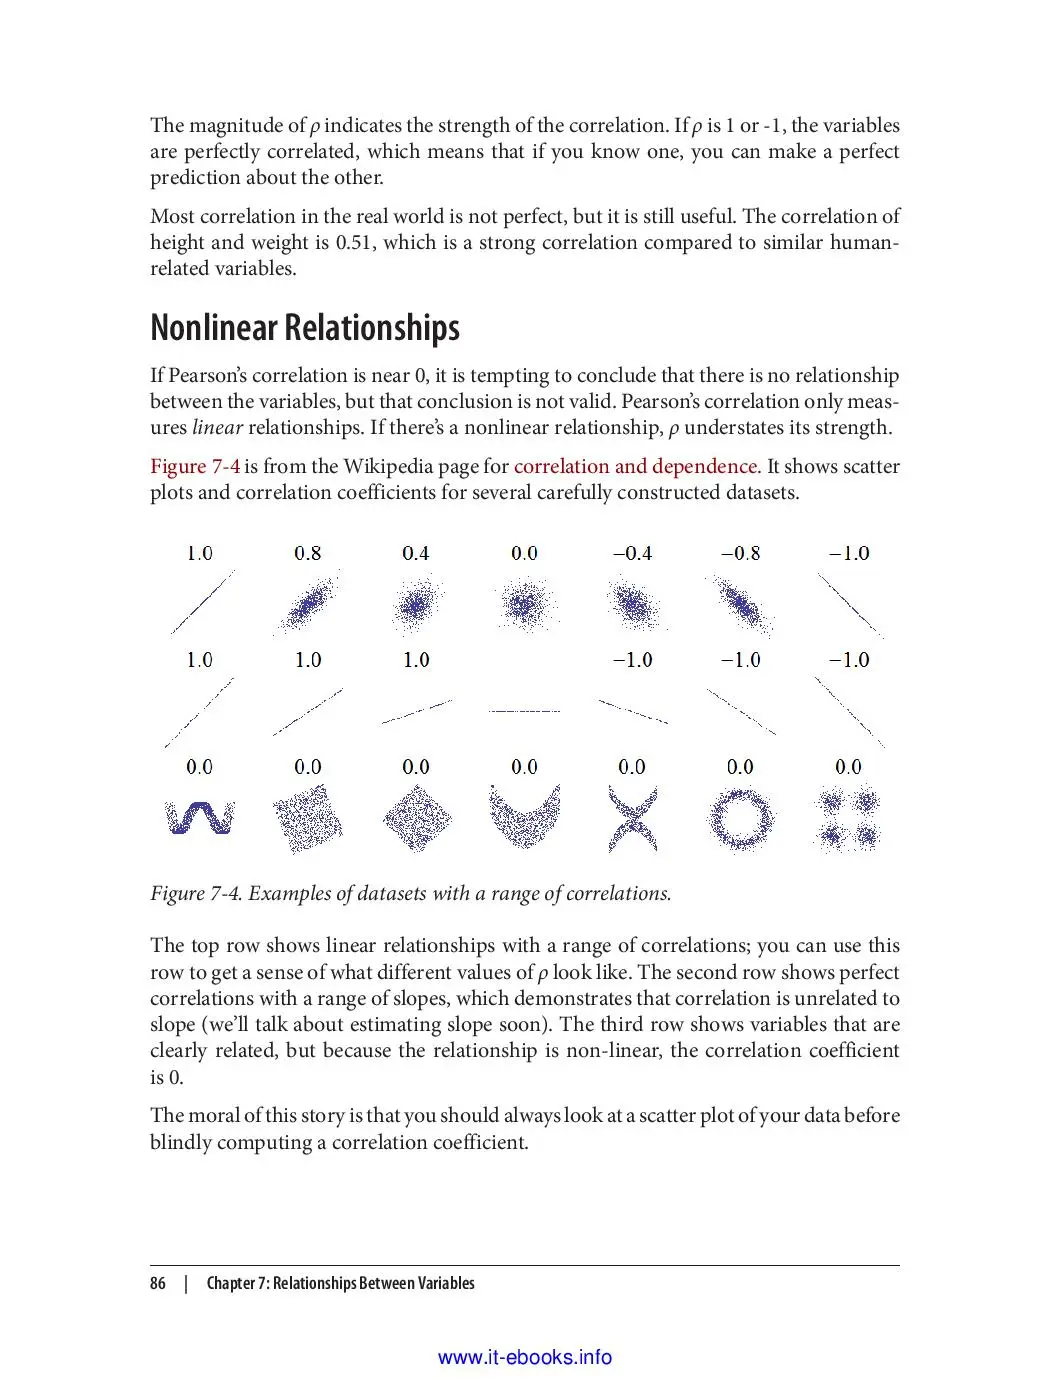 The magnitude of ρ indicates the strength of the correlation. If ρ is 1 or -1, the variables
are perfectly correlated, which means that if you know one, you can make a perfect
prediction about the other.
Most correlation in the real world is not perfect, but it is still useful. The correlation of
height and weight is 0.51, which is a strong correlation compared to similar human-
related variables.
Nonlinear Relationships
If Pearson’s correlation is near 0, it is tempting to conclude that there is no relationship
between the variables, but that conclusion is not valid. Pearson’s correlation only meas-
ures linear relationships. If there’s a nonlinear relationship, ρ understates its strength.
Figure 7-4 is from the Wikipedia page for correlation and dependence. It shows scatter
plots and correlation coefficients for several carefully constructed datasets.
1.0 0.8 0.4 0.0 −0.4 −0.8 −1.0
1.0 1.0 1.0 −1.0 −1.0 −1.0
0.0 0.0 0.0 0.0 0.0 0.0 0.0
Figure 7-4. Examples of datasets with a range of correlations.
The top row shows linear relationships with a range of correlations; you can use this
row to get a sense of what different values of ρ look like. The second row shows perfect
correlations with a range of slopes, which demonstrates that correlation is unrelated to
slope (we’ll talk about estimating slope soon). The third row shows variables that are
clearly related, but because the relationship is non-linear, the correlation coefficient
is 0.
The moral of this story is that you should always look at a scatter plot of your data before
blindly computing a correlation coefficient.
86 | Chapter 7: Relationships Between Variables
www.it-ebooks.info